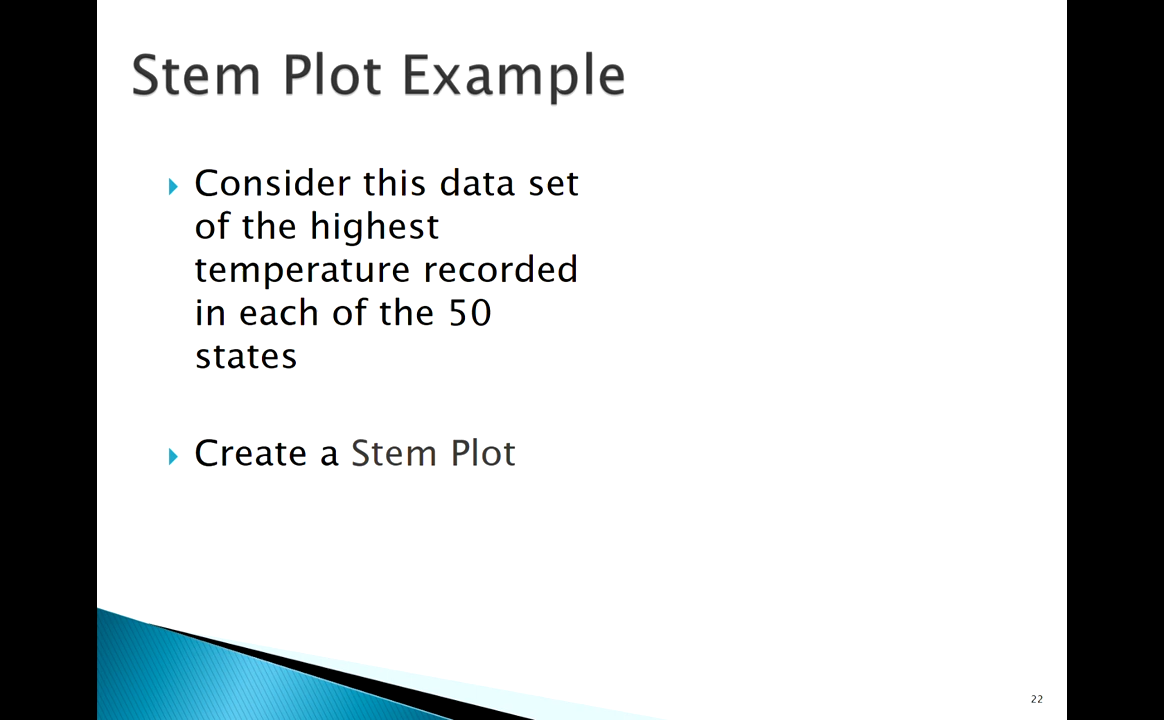 Stem Plot Example
Consider this data set
of the highest
temperature recorded
in each of the 50
states
Create a Stem Plot
22